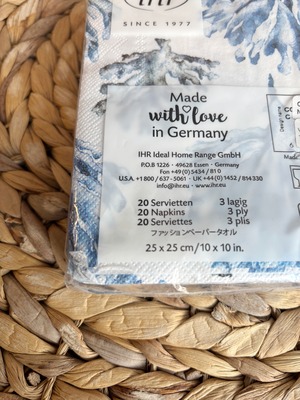 ihr
SINCE 1977
Made
with love
in Germany
IHR Ideal Home Range GmbH
P.O.B 1226 · 49628 Essen · Germany
Fon +49(0)5434/81 0
U.S.A. +1 800/637-5061 · UK +44(0)1452/814330
info@ihr.eu · www.ihr.eu
20 Servietten 3 lagig
20 Napkins 3 ply
20 Serviettes 3 plis
ファッションペーパータオル
25 x 25 cm/10 x 10 in.